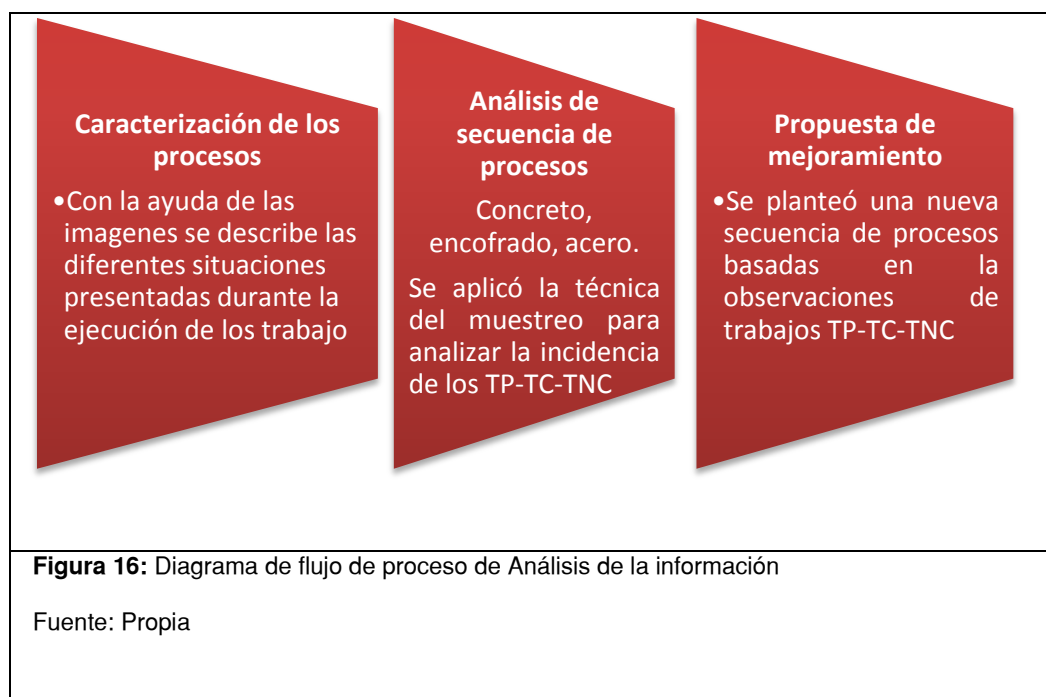 Caracterización de los
procesos
•Con la ayuda de las
imagenes se describe las
diferentes situaciones
presentadas durante la
ejecución de los trabajo
Análisis de
secuencia de
procesos
Concreto,
encofrado, acero.
Se aplicó la técnica
del muestreo para
analizar la incidencia
de los TP-TC-TNC
Propuesta de
mejoramiento
•Se planteó una nueva
secuencia de procesos
basadas en la
observaciones de
trabajos TP-TC-TNC
Figura 16: Diagrama de flujo de proceso de Análisis de la información
Fuente: Propia